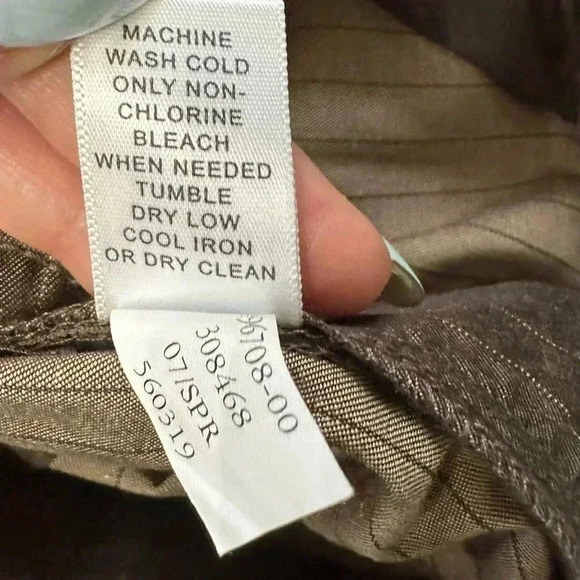 MACHINE
WASH COLD
ONLY NON-
CHLORINE
BLEACH
WHEN NEEDED
TUMBLE
DRY LOW
COOL IRON
OR DRY CLEAN
96708-00
308468
07/SPR
560319